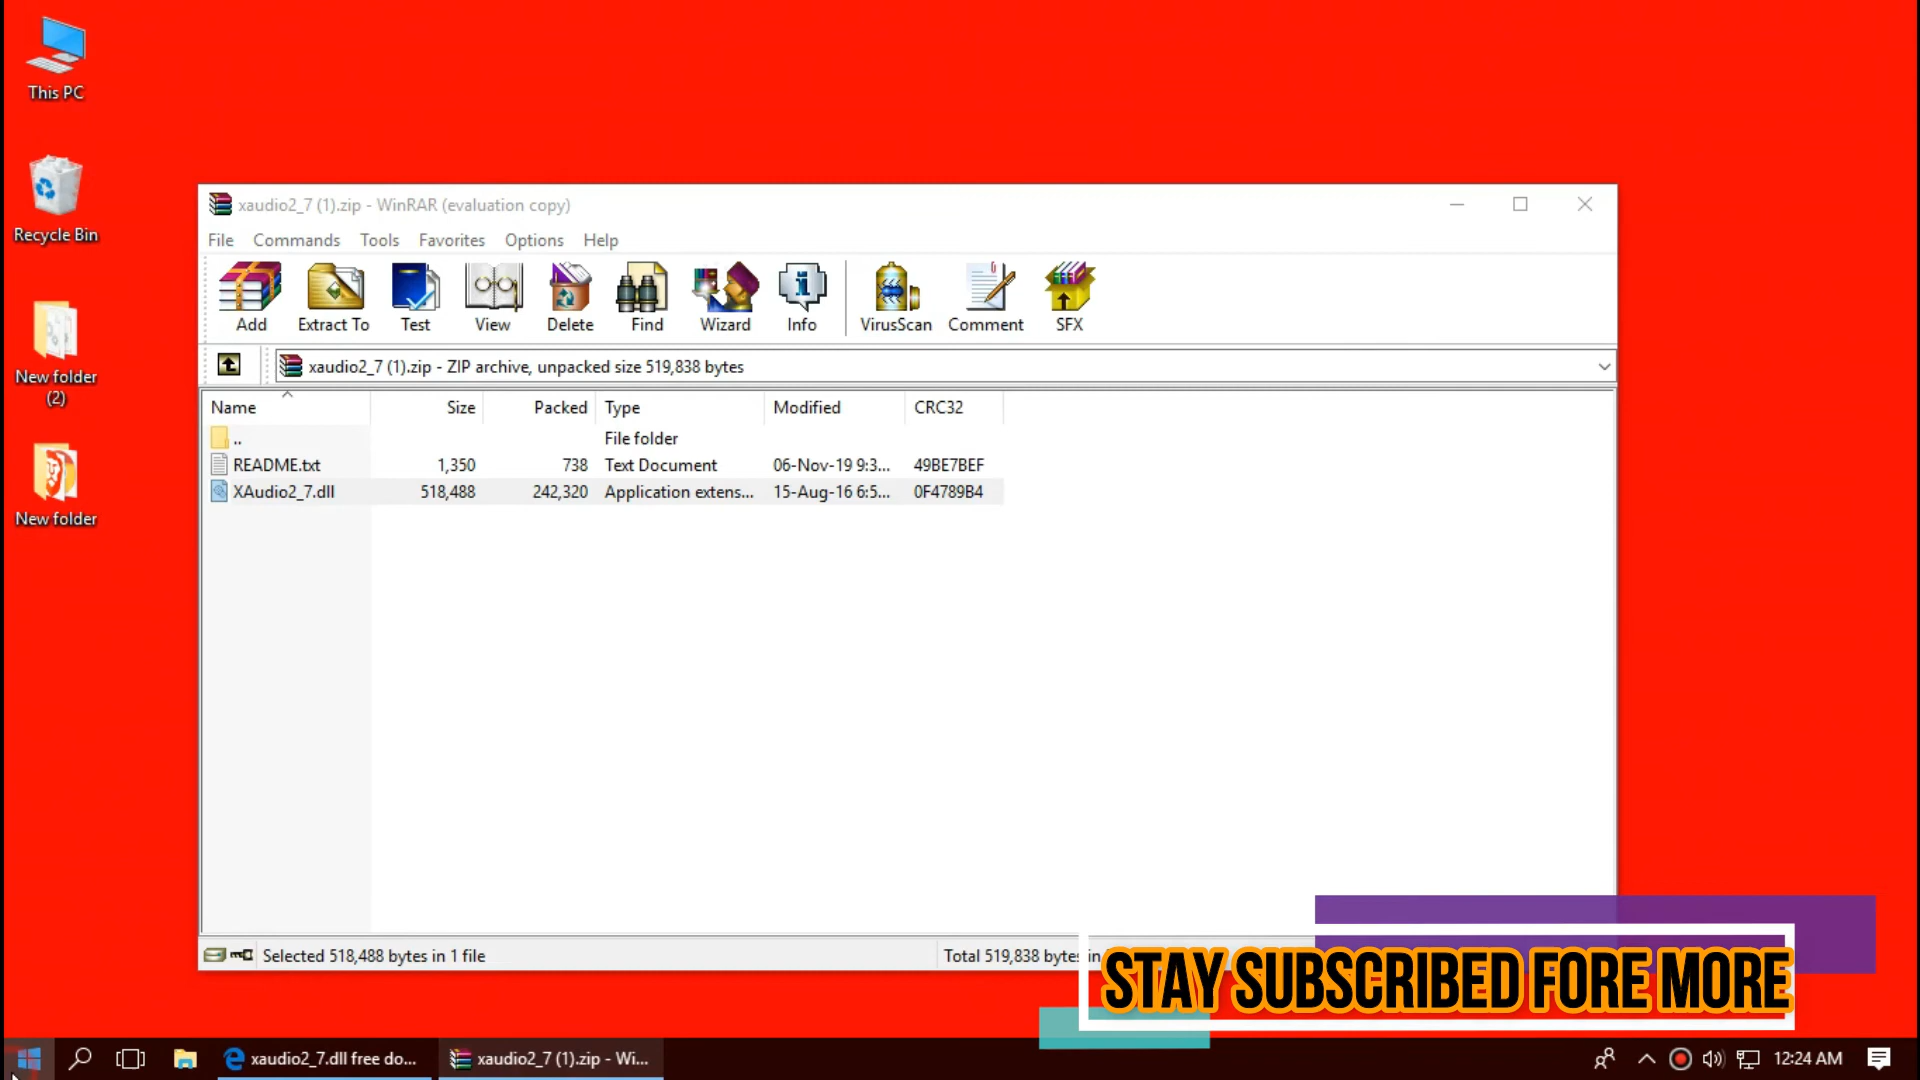 This PC
Recycle Bin
New folder
(2)
New folder
xaudio2_7 (1).zip - WinRAR (evaluation copy)
File Commands Tools Favorites Options Help
Add Extract To Test View Delete Find Wizard Info VirusScan Comment SFX
xaudio2_7 (1).zip - ZIP archive, unpacked size 519,838 bytes
Name Size Packed Type Modified CRC32
.. File folder
README.txt 1,350 738 Text Document 06-Nov-19 9:3... 49BE7BEF
XAudio2_7.dll 518,488 242,320 Application extens... 15-Aug-16 6:5... 0F4789B4
Selected 518,488 bytes in 1 file
Total 519,838 bytes in
STAY SUBSCRIBED FORE MORE
xaudio2_7.dll free do... xaudio2_7 (1).zip - Wi... 12:24 AM